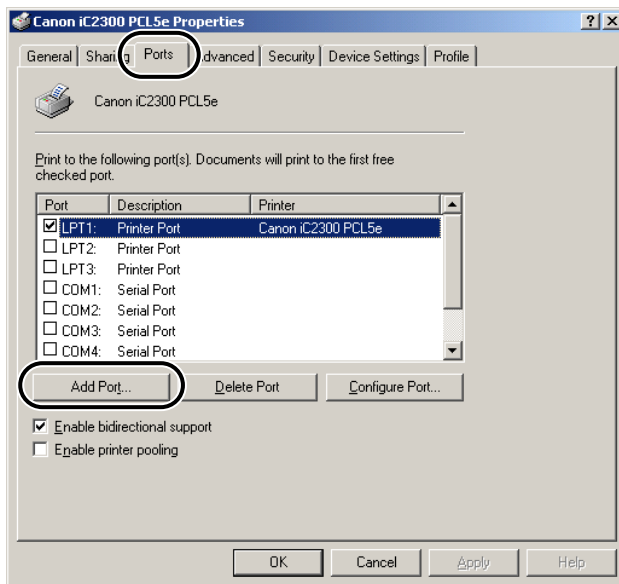 Canon iC2300 PCL5e Properties
General Sharing Ports Advanced Security Device Settings Profile
Canon iC2300 PCL5e
Print to the following port(s). Documents will print to the first free
checked port.
Port Description Printer
LPT1: Printer Port Canon iC2300 PCL5e
LPT2: Printer Port
LPT3: Printer Port
COM1: Serial Port
COM2: Serial Port
COM3: Serial Port
COM4: Serial Port
Add Port... Delete Port Configure Port...
Enable bidirectional support
Enable printer pooling
OK Cancel Apply Help